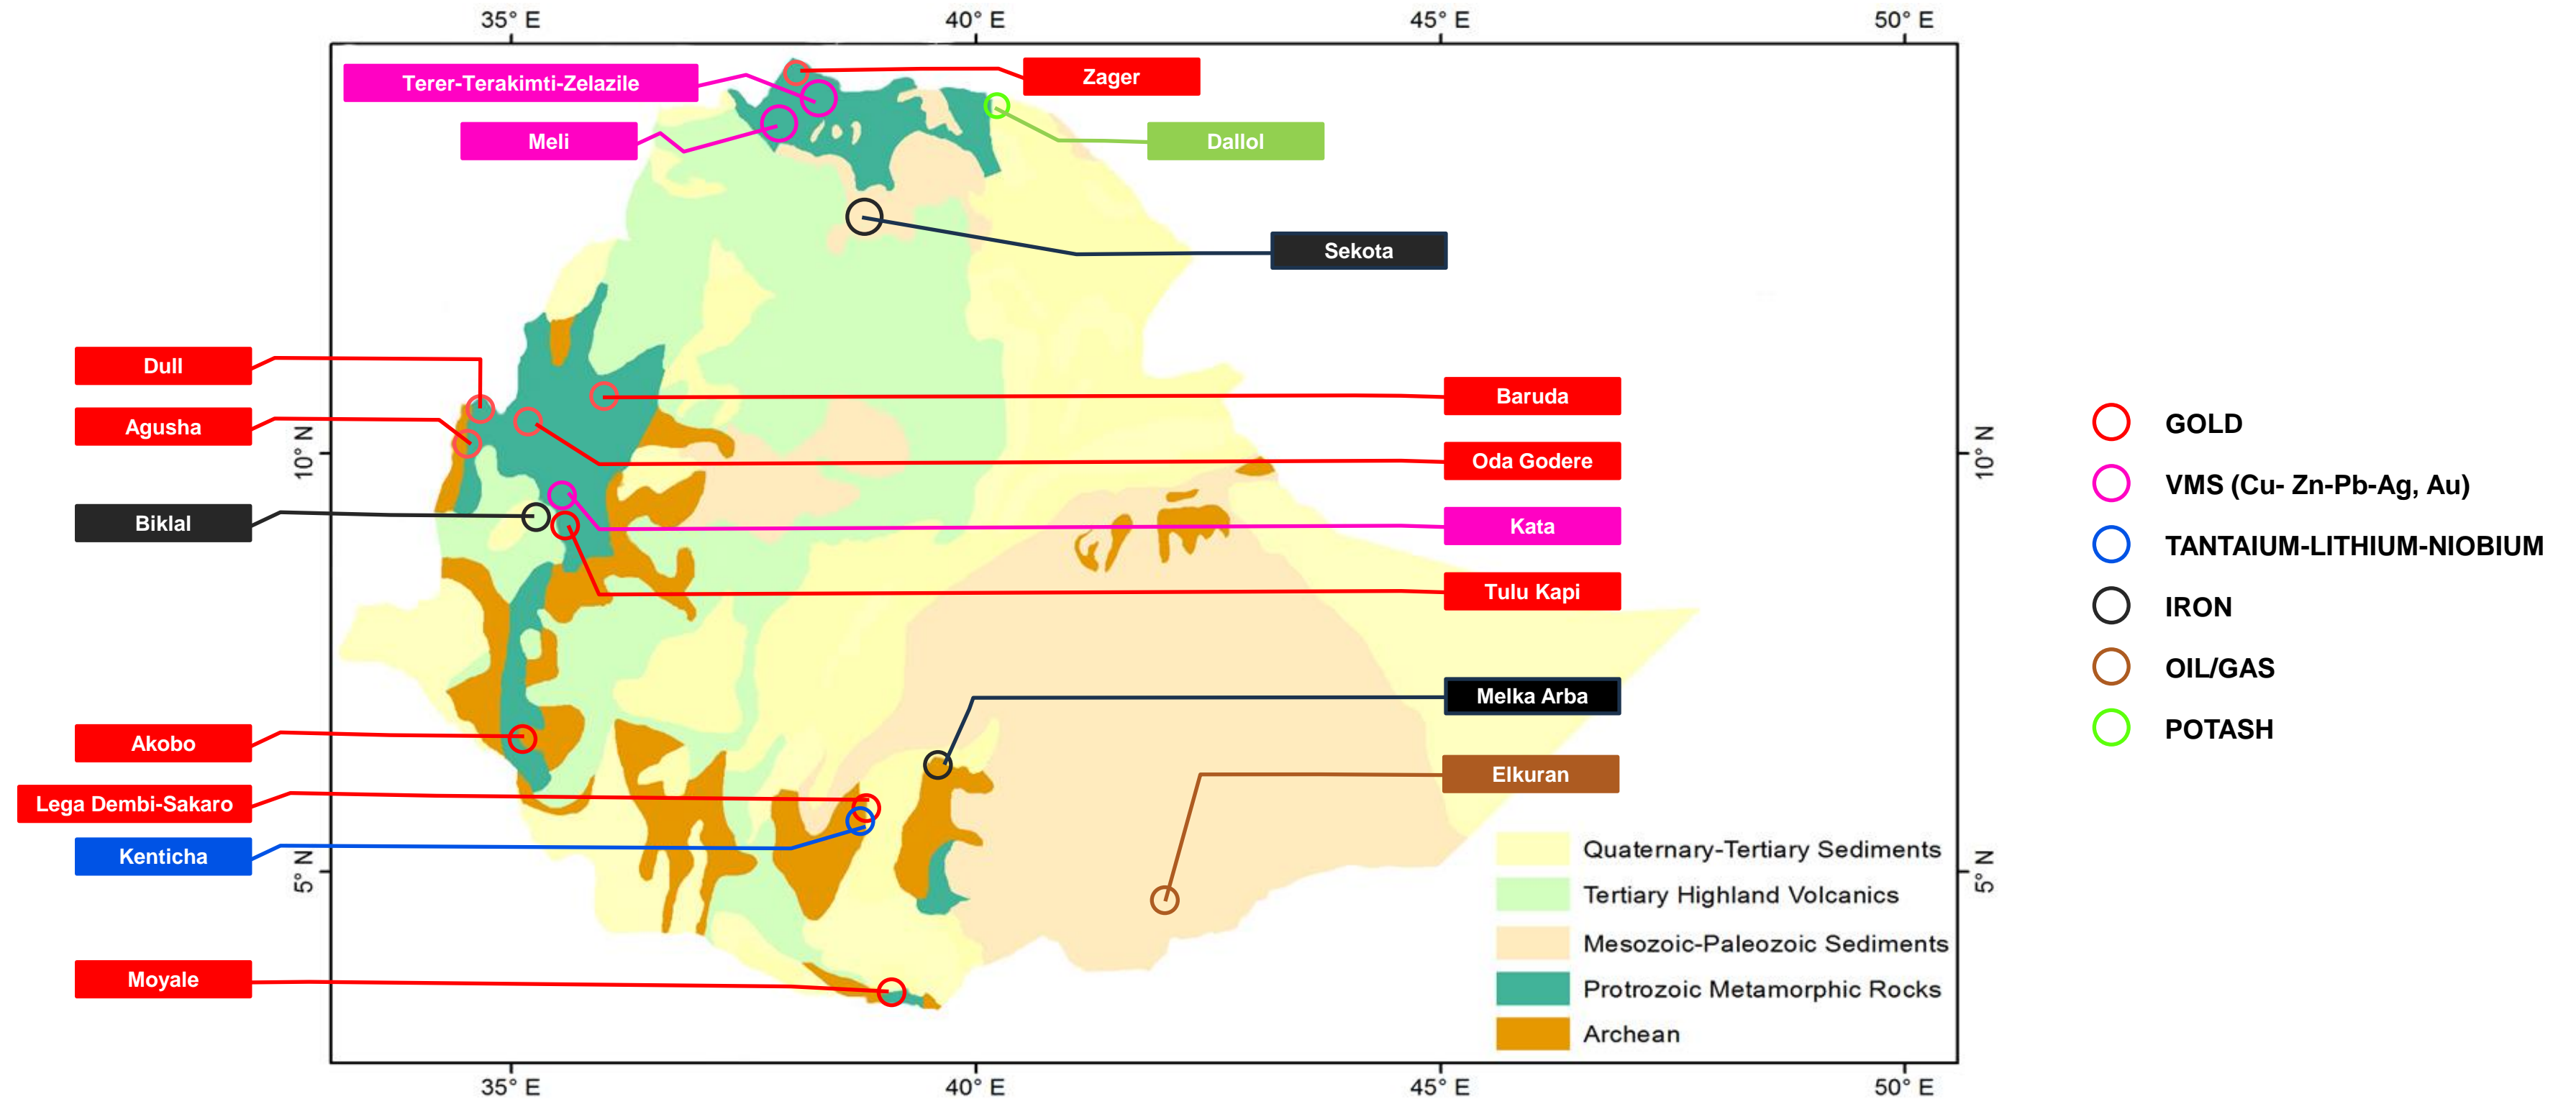 35° E
40° E
45° E
50° E
Terer-Terakimti-Zelazile
Zager
Meli
Dallol
Sekota
Dull
Baruda
Agusha
10° N
10° N
Oda Godere
Biklal
Kata
Tulu Kapi
Melka Arba
Akobo
Elkuran
Lega Dembi-Sakaro
Kenticha
5° N
5° N
Moyale
GOLD
VMS (Cu- Zn-Pb-Ag, Au)
TANTAIUM-LITHIUM-NIOBIUM
IRON
OIL/GAS
POTASH
Quaternary-Tertiary Sediments
Tertiary Highland Volcanics
Mesozoic-Paleozoic Sediments
Protrozoic Metamorphic Rocks
Archean
35° E
40° E
45° E
50° E